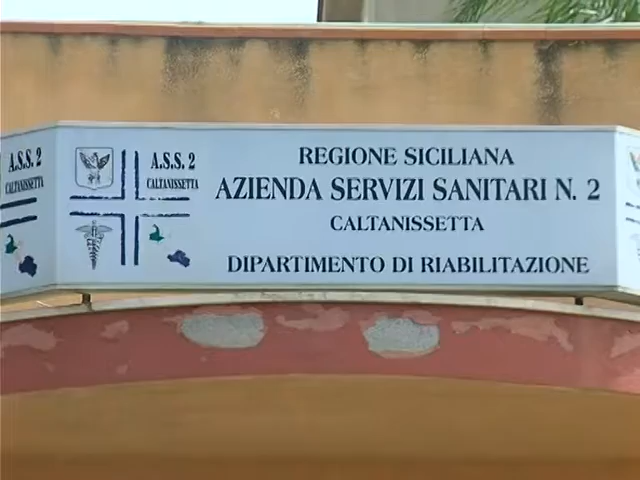 A.S.S. 2
CALTANISSETTA
A.S.S. 2
CALTANISSETTA
REGIONE SICILIANA
AZIENDA SERVIZI SANITARI N. 2
CALTANISSETTA
DIPARTIMENTO DI RIABILITAZIONE